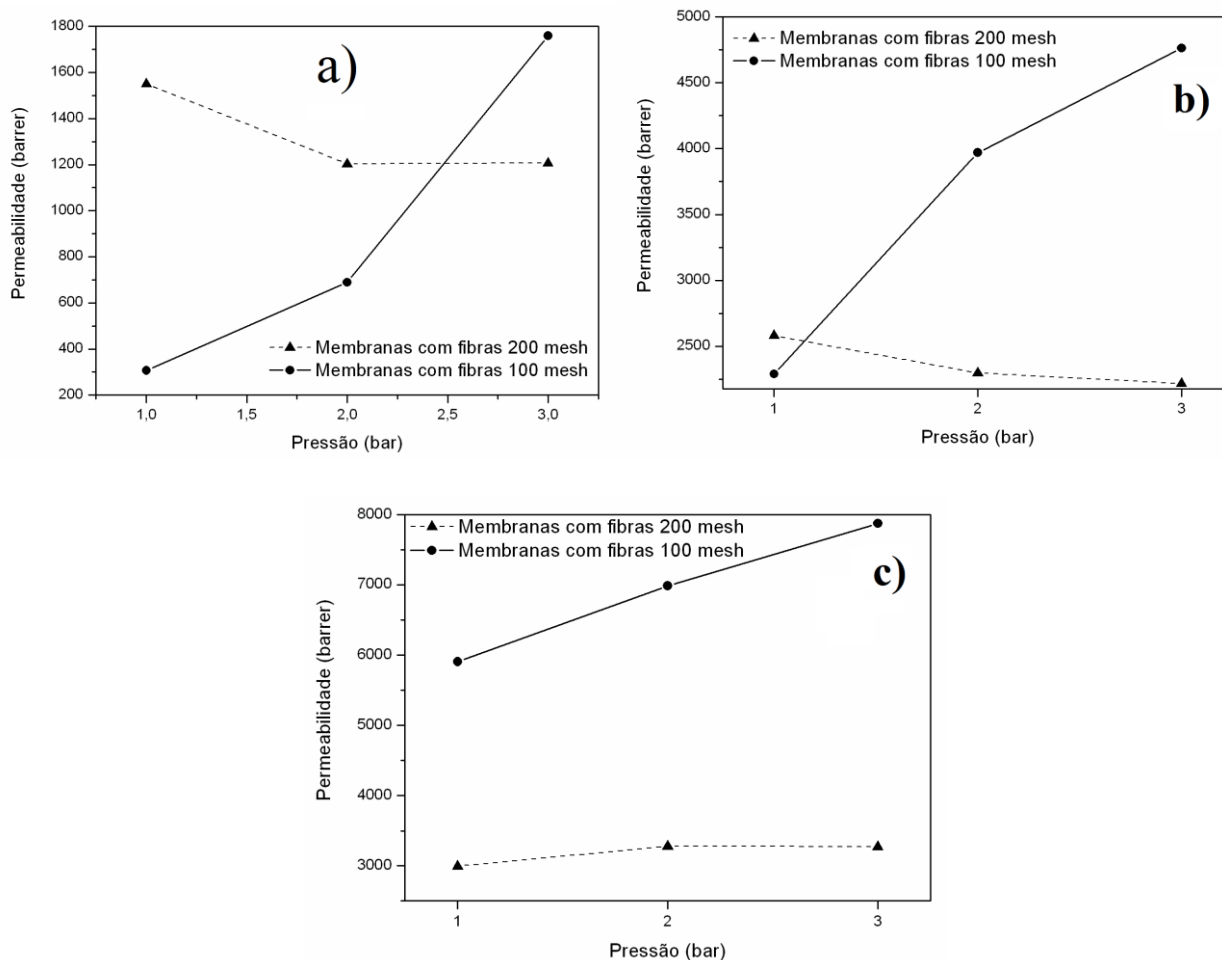 a)
Permeabilidade (barrer)
1800
1600
1400
1200
1000
800
600
400
200
Membranas com fibras 200 mesh
Membranas com fibras 100 mesh
1,0
1,5
2,0
2,5
3,0
Pressão (bar)
b)
Permeabilidade (barrer)
5000
4500
4000
3500
3000
2500
Membranas com fibras 200 mesh
Membranas com fibras 100 mesh
1
2
3
Pressão (bar)
c)
Permeabilidade (barrer)
8000
7000
6000
5000
4000
3000
Membranas com fibras 200 mesh
Membranas com fibras 100 mesh
1
2
3
Pressão (bar)